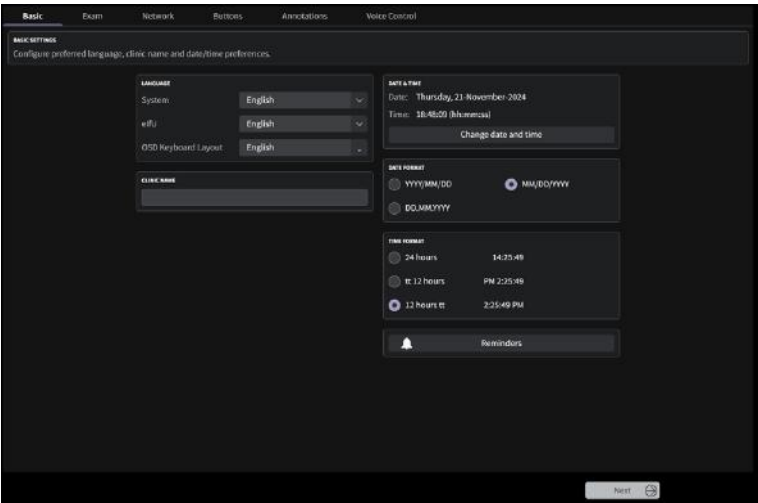 Basic Exam Network Buttons Annotations Voice Control
BASIC SETTINGS
Configure preferred language, clinic name and date/time preferences.
LANGUAGE
System English
eIFU English
OSD Keyboard Layout English
CLINIC NAME
DATE & TIME
Date: Thursday, 21-November-2024
Time: 18:48:09 (hh:mm:ss)
Change date and time
DATE FORMAT
YYYY/MM/DD MM/DD/YYYY
DD.MM.YYYY
TIME FORMAT
24 hours 14:25:49
tt 12 hours PM 2:25:49
12 hours tt 2:25:49 PM
Reminders
Next